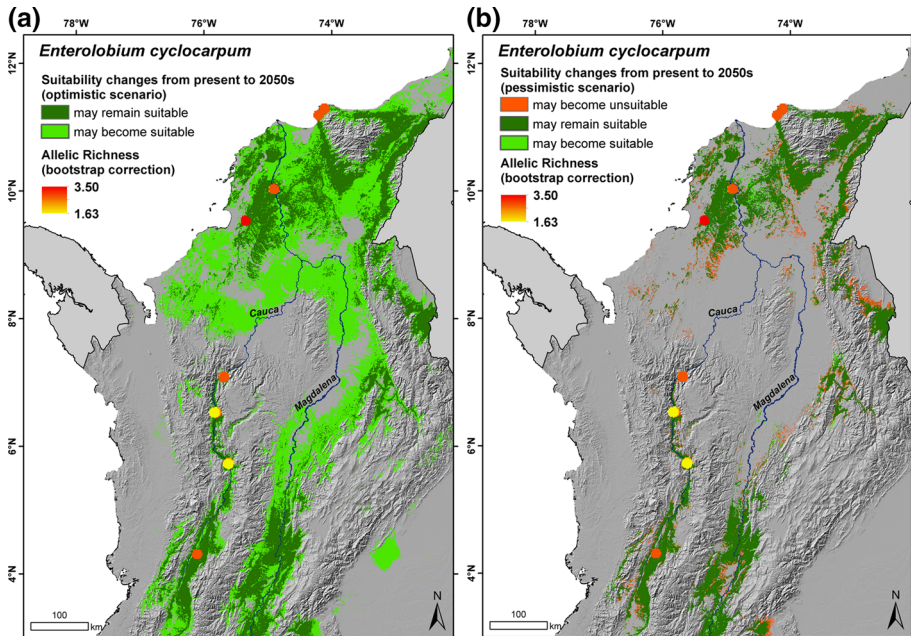 (a)
78°W 76°W 74°W
12°N
10°N
8°N
6°N
4°N
Enterolobium cyclocarpum
Suitability changes from present to 2050s
(optimistic scenario)
may remain suitable
may become suitable
Allelic Richness
(bootstrap correction)
3.50
1.63
Cauca
Magdalena
100
km
N
(b)
78°W 76°W 74°W
12°N
10°N
8°N
6°N
4°N
Enterolobium cyclocarpum
Suitability changes from present to 2050s
(pessimistic scenario)
may become unsuitable
may remain suitable
may become suitable
Allelic Richness
(bootstrap correction)
3.50
1.63
Cauca
Magdalena
100
km
N